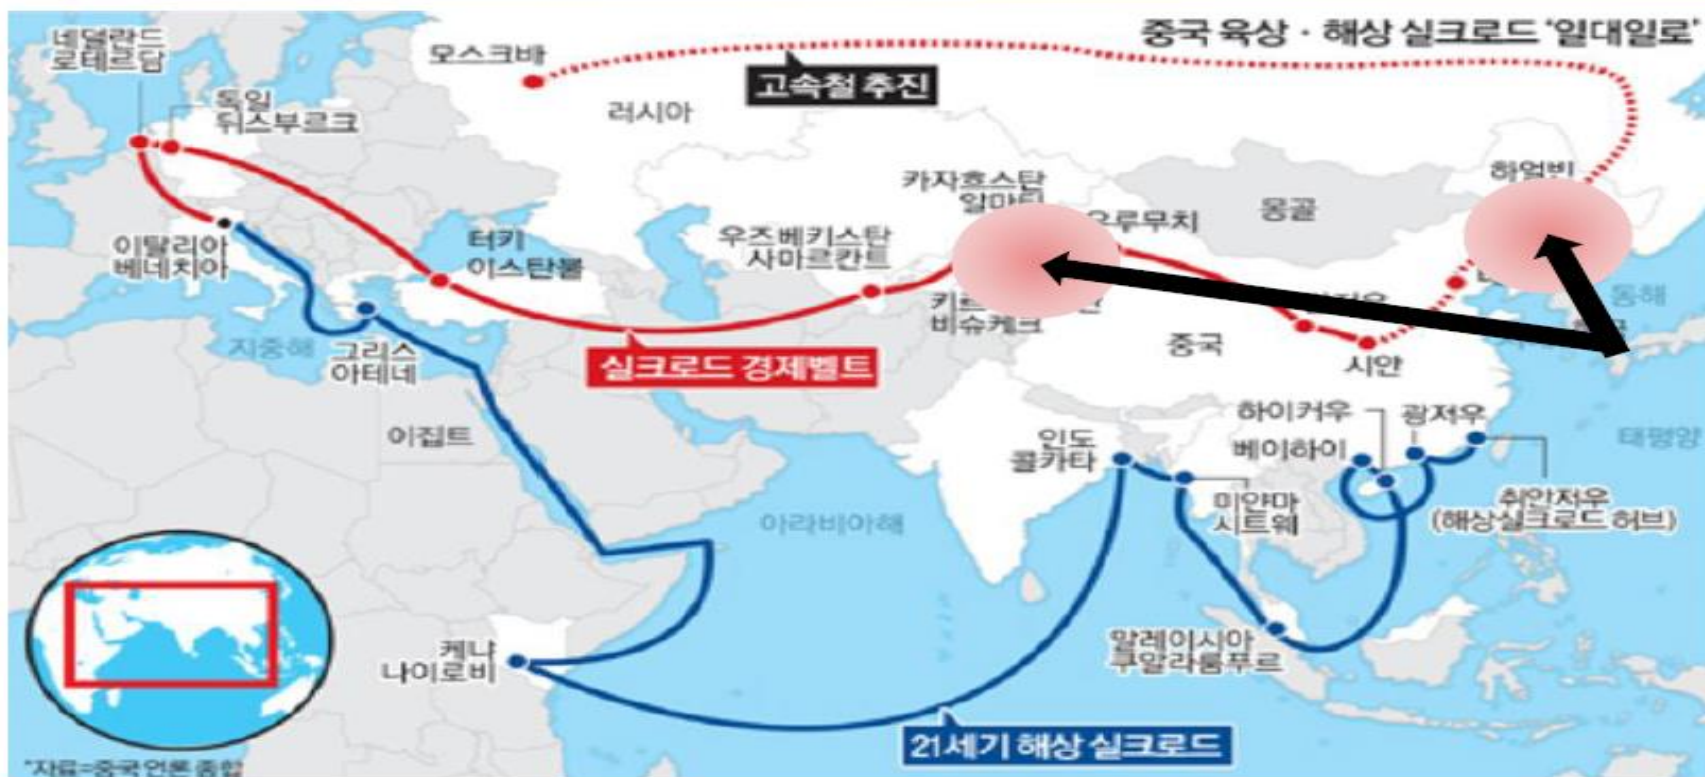 중국 육상 · 해상 실크로드 '일대일로'
네덜란드
로테르담
모스크바
고속철 추진
독일
뒤스부르크
러시아
하얼빈
카자흐스탄
우루무치
몽골
이탈리아
베네치아
터키
이스탄불
우즈베키스탄
사마르칸트
비슈케크
동해
중국
시안
지중해
그리스
아테네
실크로드 경제벨트
이집트
인도
콜카타
하이커우
광저우
베이하이
태평양
아라비아해
미얀마
시트웨
취안저우
(해상실크로드 허브)
케냐
나이로비
말레이시아
쿠알라룸푸르
21세기 해상 실크로드
*자료=중국 언론 종합